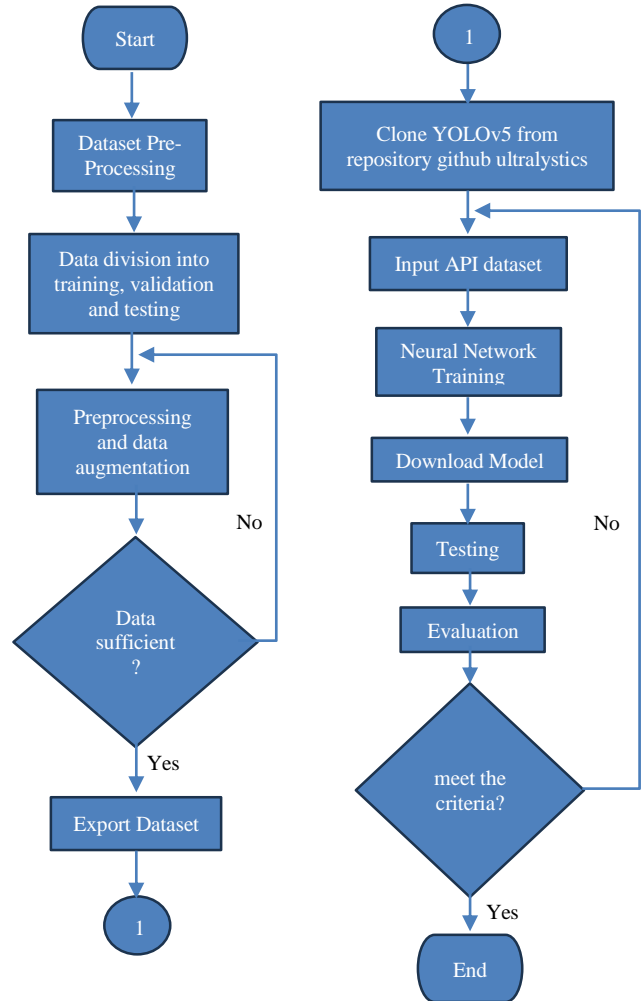 Start
Dataset Pre-
Processing
Data division into
training, validation
and testing
Preprocessing
and data
augmentation
No
Data
sufficient
?
Yes
Export Dataset
1
1
Clone YOLOv5 from
repository github ultralystics
Input API dataset
Neural Network
Training
Download Model
No
Testing
Evaluation
meet the
criteria?
Yes
End